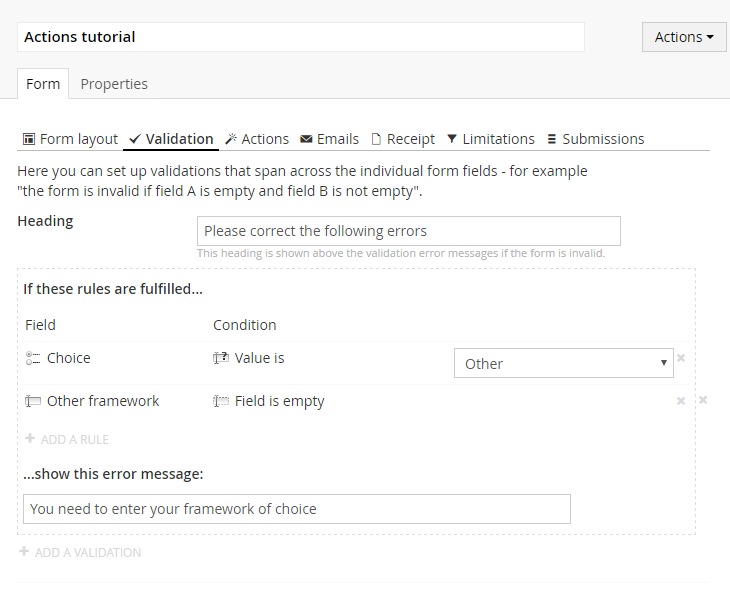 Actions tutorial
Actions
Form Properties
Form layout Validation Actions Emails Receipt Limitations Submissions
Here you can set up validations that span across the individual form fields - for example
"the form is invalid if field A is empty and field B is not empty".
Heading
Please correct the following errors
This heading is shown above the validation error messages if the form is invalid.
If these rules are fulfilled...
Field Condition
Choice Value is Other
Other framework Field is empty
ADD A RULE
...show this error message:
You need to enter your framework of choice
ADD A VALIDATION